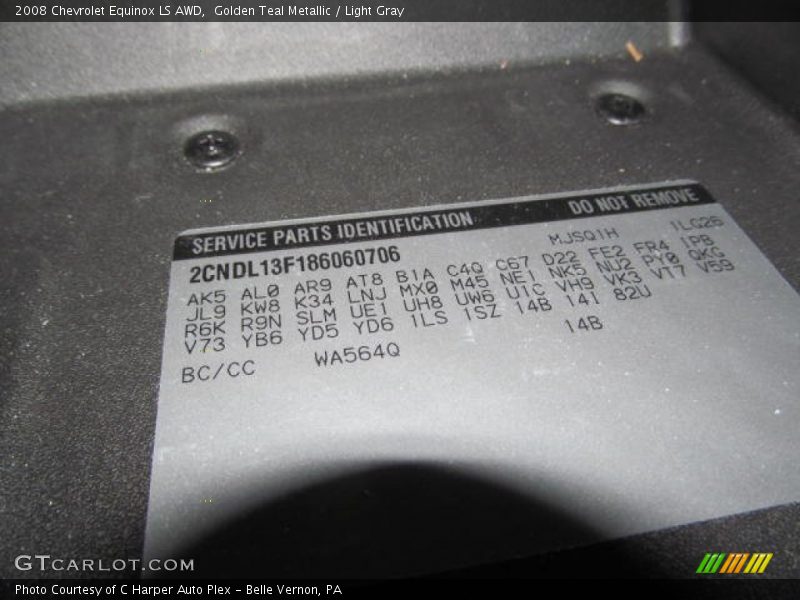 2008 Chevrolet Equinox LS AWD,  Golden Teal Metallic / Light Gray
SERVICE PARTS IDENTIFICATION DO NOT REMOVE
2CNDL13F186060706 MJSQ1H 1LG26
AK5 AL0 AR9 AT8 B1A C4Q C67 D22 FE2 FR4 1PB
JL9 KW8 K34 LNJ MX0 M45 NE1 NK5 NU2 PY0 QKG
R6K R9N SLM UE1 UH8 UW6 U1C VH9 VK3 V17 V59
V73 YB6 YD5 YD6 1LS 1SZ 14B 141 82U
BC/CC WA564Q 14B
GTCARLOT.COM
Photo Courtesy of C Harper Auto Plex - Belle Vernon, PA